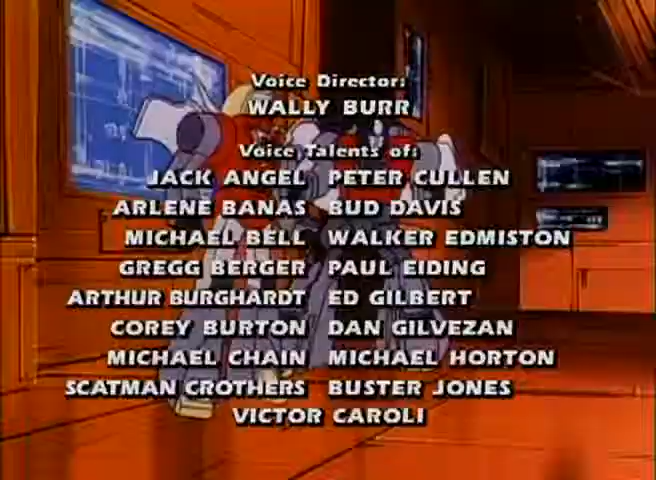 Voice Director:
WALLY BURR
Voice Talents of:
JACK ANGEL PETER CULLEN
ARLENE BANAS BUD DAVIS
MICHAEL BELL WALKER EDMISTON
GREGG BERGER PAUL EIDING
ARTHUR BURGHARDT ED GILBERT
COREY BURTON DAN GILVEZAN
MICHAEL CHAIN MICHAEL HORTON
SCATMAN CROTHERS BUSTER JONES
VICTOR CAROLI